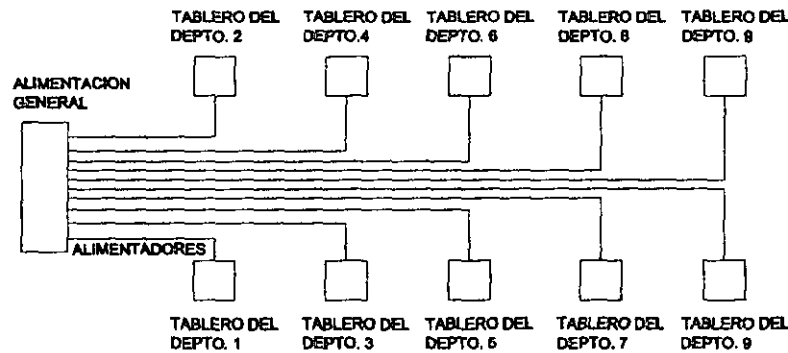 TABLERO DEL
DEPTO. 2
TABLERO DEL
DEPTO.4
TABLERO DEL
DEPTO. 6
TABLERO DEL
DEPTO. 8
TABLERO DEL
DEPTO. 9
ALIMENTACION
GENERAL
ALIMENTADORES
TABLERO DEL
DEPTO. 1
TABLERO DEL
DEPTO. 3
TABLERO DEL
DEPTO. 5
TABLERO DEL
DEPTO. 7
TABLERO DEL
DEPTO. 9